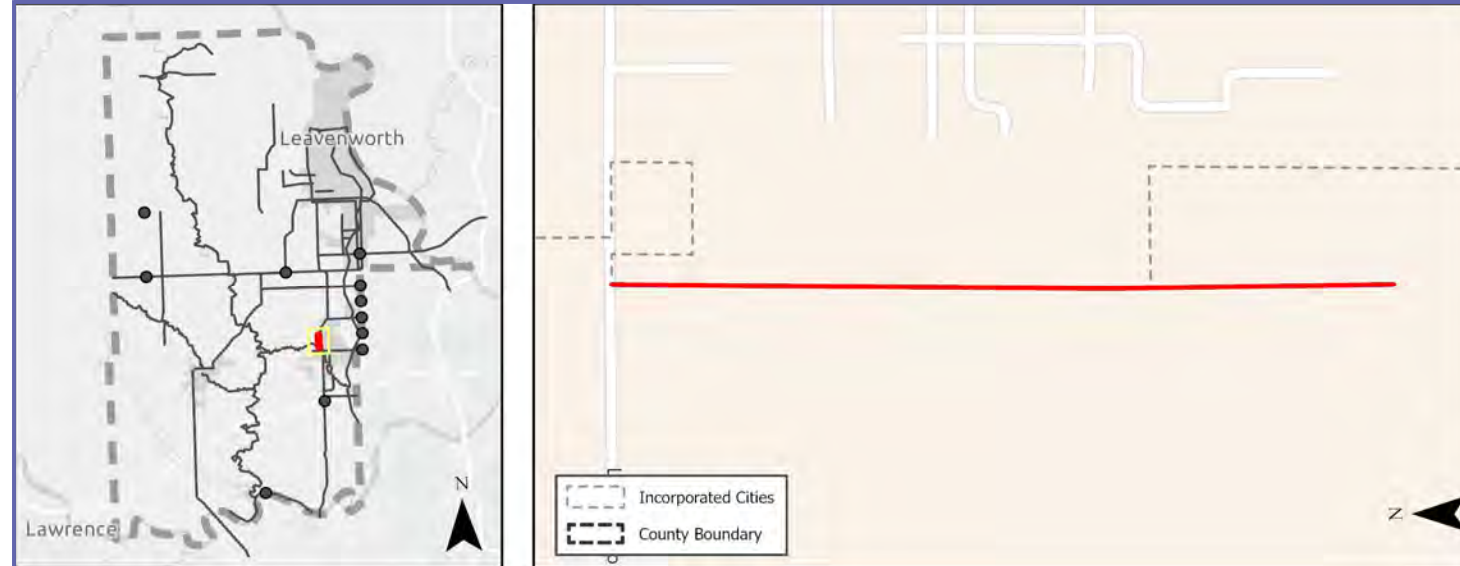 Leavenworth
Lawrence
N
Incorporated Cities
County Boundary
N